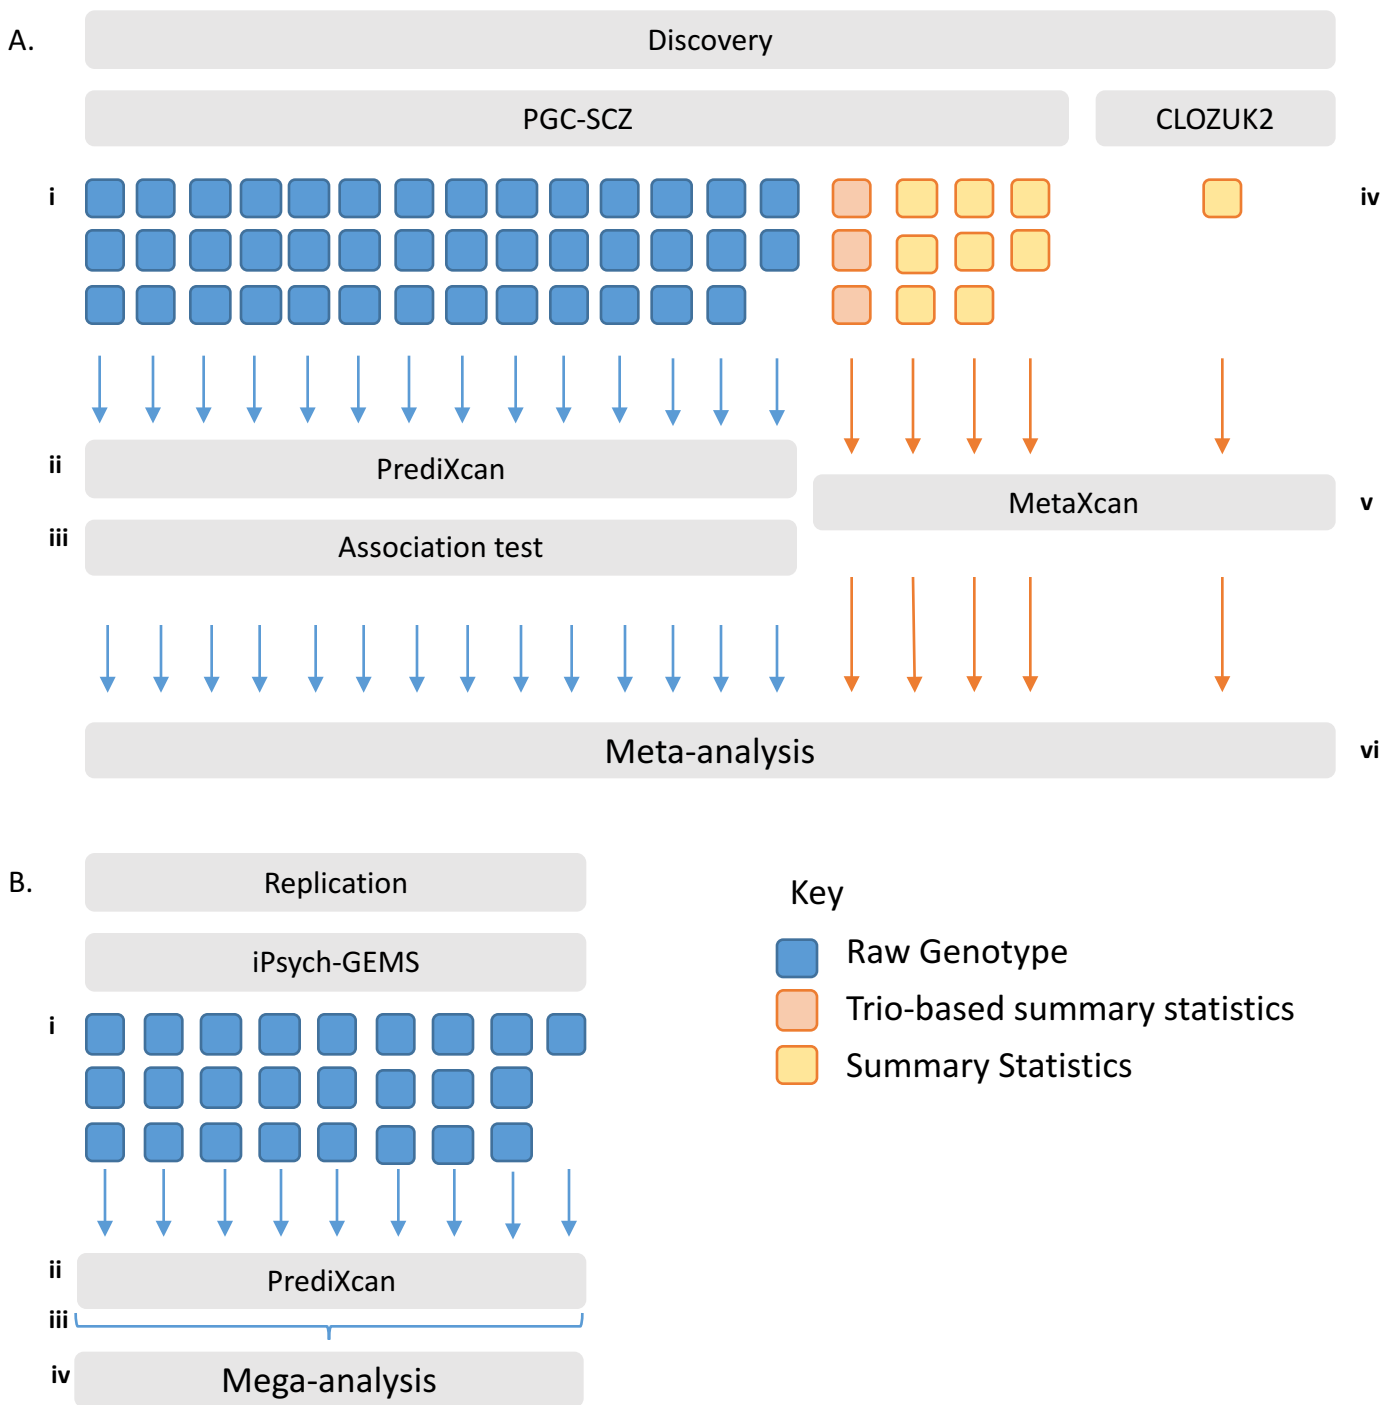 A.
Discovery
PGC-SCZ
CLOZUK2
i
iv
ii
PrediXcan
MetaXcan
v
iii
Association test
Meta-analysis
vi
B.
Replication
Key
iPsych-GEMS
Raw Genotype
i
Trio-based summary statistics
Summary Statistics
ii
PrediXcan
iii
iv
Mega-analysis